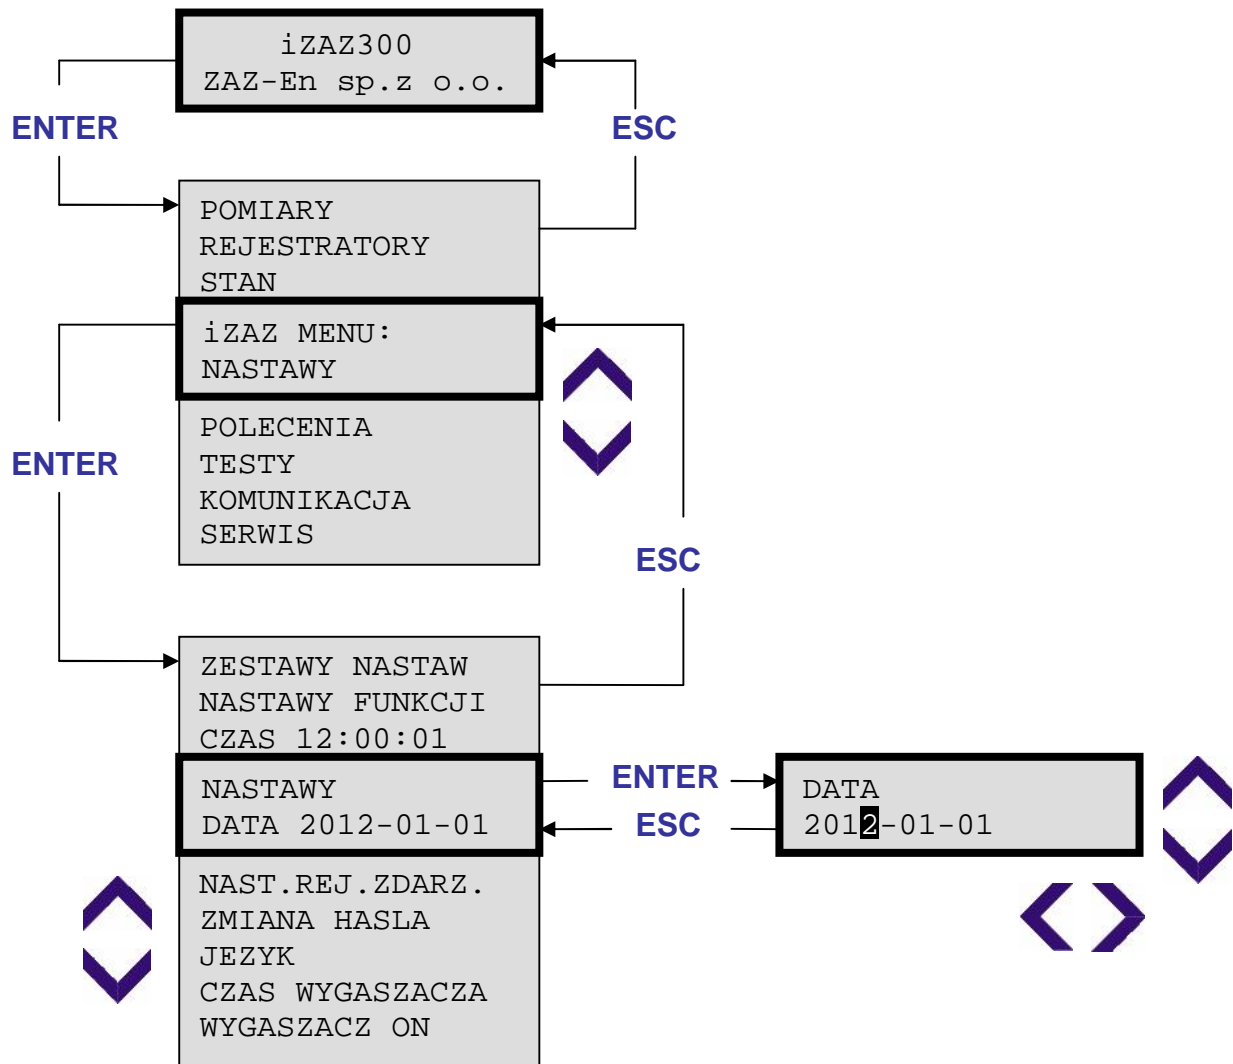 iZAZ300
ZAZ-En sp.z o.o.
ENTER
ESC
POMIARY
REJESTRATORY
STAN
iZAZ MENU:
NASTAWY
POLECENIA
TESTY
KOMUNIKACJA
SERWIS
ENTER
ESC
ZESTAWY NASTAW
NASTAWY FUNKCJI
CZAS 12:00:01
NASTAWY
DATA 2012-01-01
ENTER
ESC
DATA
2012-01-01
NAST.REJ.ZDARZ.
ZMIANA HASLA
JEZYK
CZAS WYGASZACZA
WYGASZACZ ON